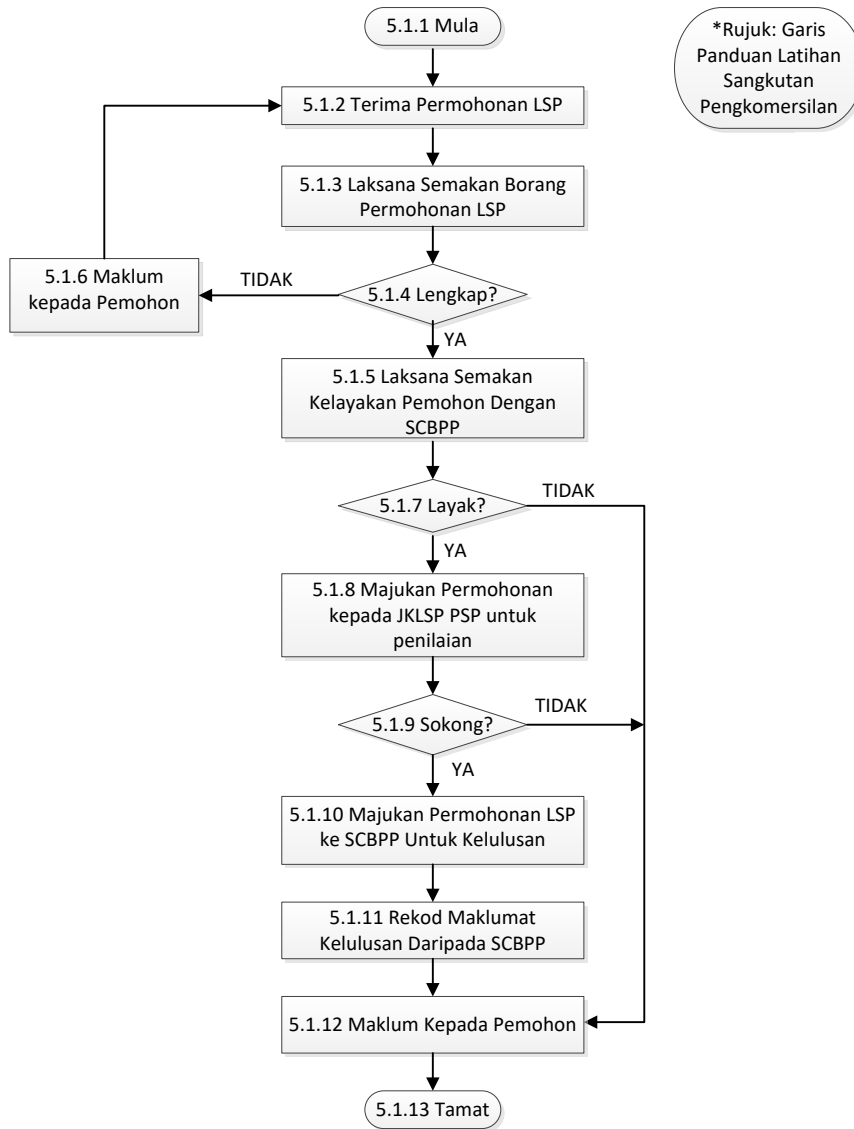 5.1.1 Mula
*Rujuk: Garis
Panduan Latihan
Sangkutan
Pengkomersilan
5.1.2 Terima Permohonan LSP
5.1.3 Laksana Semakan Borang
Permohonan LSP
5.1.6 Maklum
kepada Pemohon
TIDAK
5.1.4 Lengkap?
YA
5.1.5 Laksana Semakan
Kelayakan Pemohon Dengan
SCBPP
5.1.7 Layak?
TIDAK
YA
5.1.8 Majukan Permohonan
kepada JKLSP PSP untuk
penilaian
5.1.9 Sokong?
TIDAK
YA
5.1.10 Majukan Permohonan LSP
ke SCBPP Untuk Kelulusan
5.1.11 Rekod Maklumat
Kelulusan Daripada SCBPP
5.1.12 Maklum Kepada Pemohon
5.1.13 Tamat